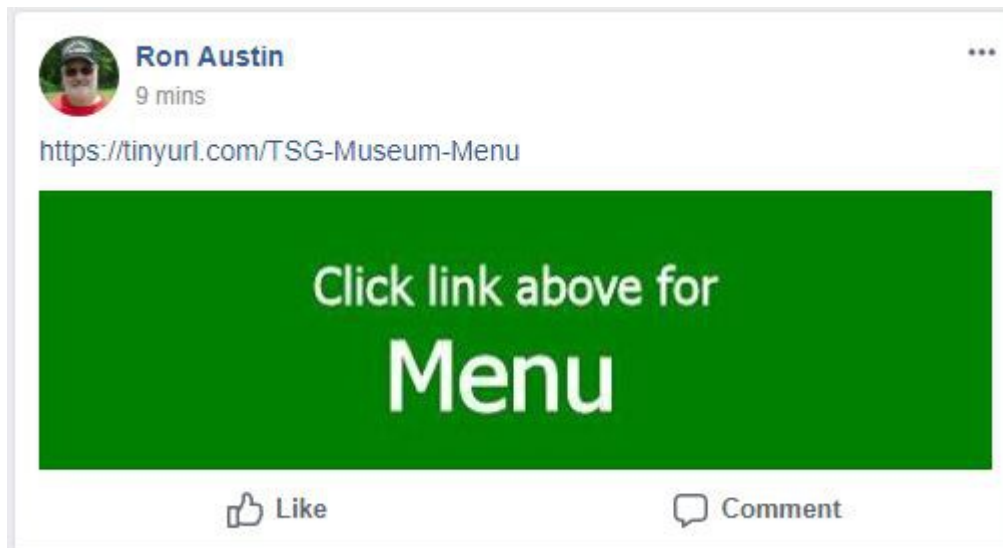 Ron Austin
9 mins
https://tinyurl.com/TSG-Museum-Menu
Click link above for
Menu
Like
Comment